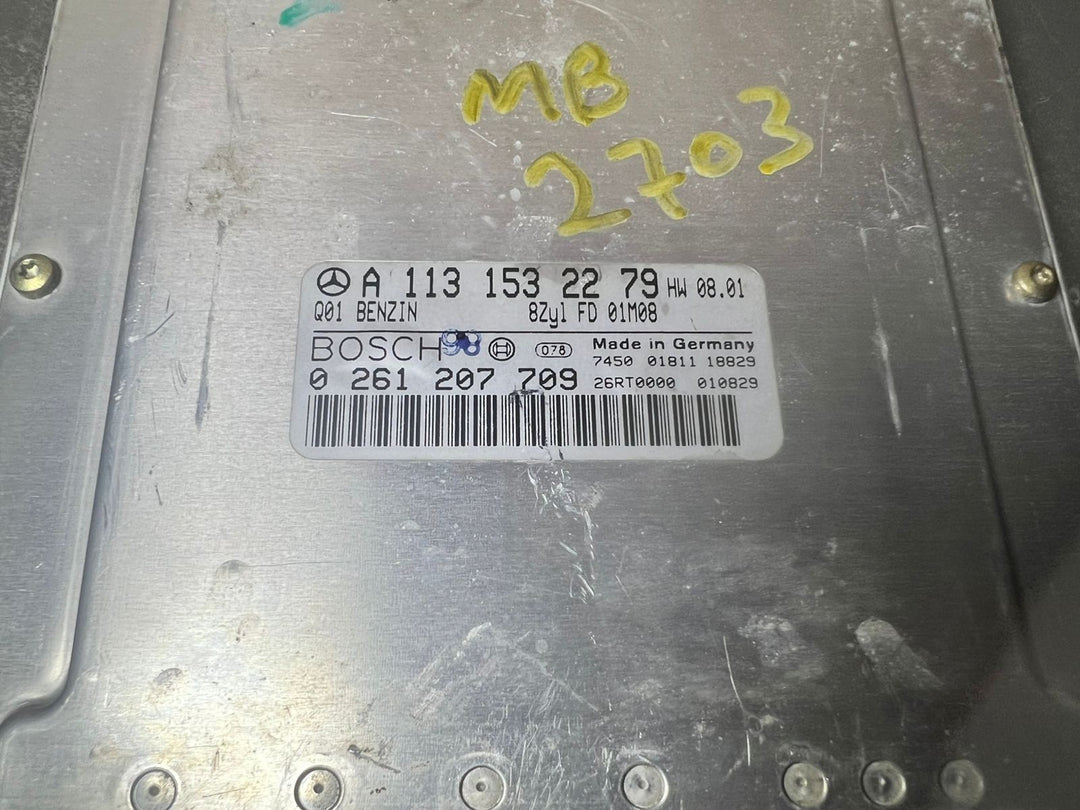 MB
2703
A 113 153 22 79 HW 08.01
Q01 BENZIN 8Zyl FD 01M08
BOSCH 98 078 Made in Germany
7450 01811 18829
0 261 207 709 26RT0000 010829